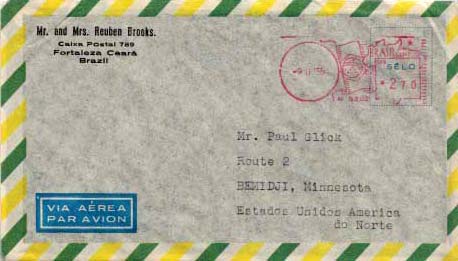 Mr. and Mrs. Reuben Brooks.
Caixa Postal 789
Fortaleza Ceará
Brazil
SELO
270
Mr. Paul Glick
Route 2
BEMIDJI, Minnesota
Estados Unidos America
do Norte
VIA AÉREA
PAR AVION